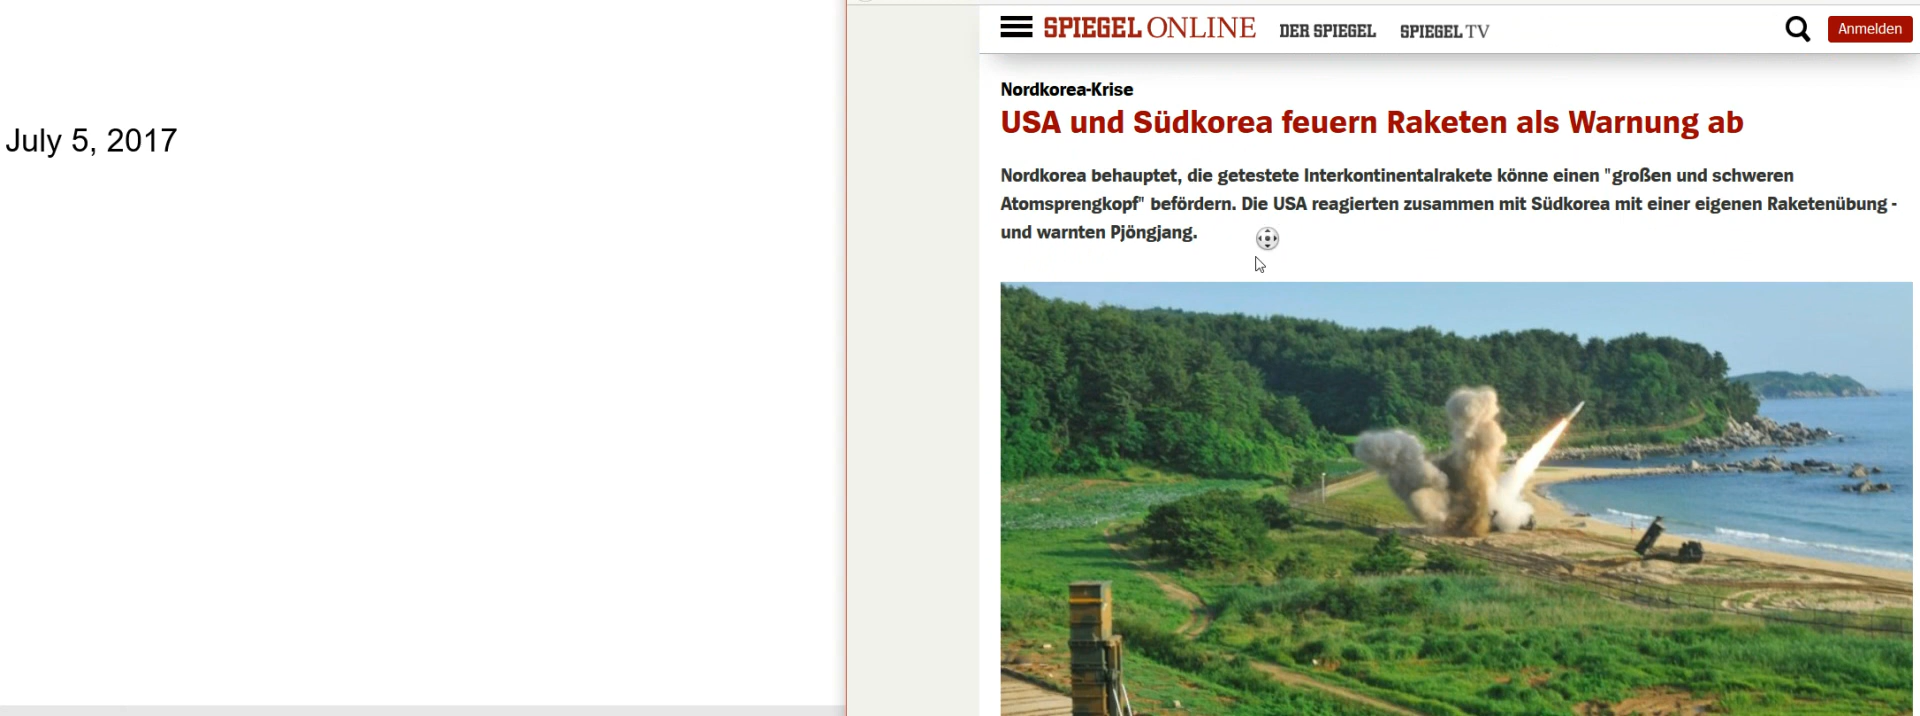 July 5, 2017
SPIEGEL ONLINE DER SPIEGEL SPIEGEL TV Anmelden
Nordkorea-Krise
USA und Südkorea feuern Raketen als Warnung ab
Nordkorea behauptet, die getestete Interkontinentalrakete könne einen "großen und schweren
Atomsprengkopf" befördern. Die USA reagierten zusammen mit Südkorea mit einer eigenen Raketenübung -
und warnten Pjöngjang.